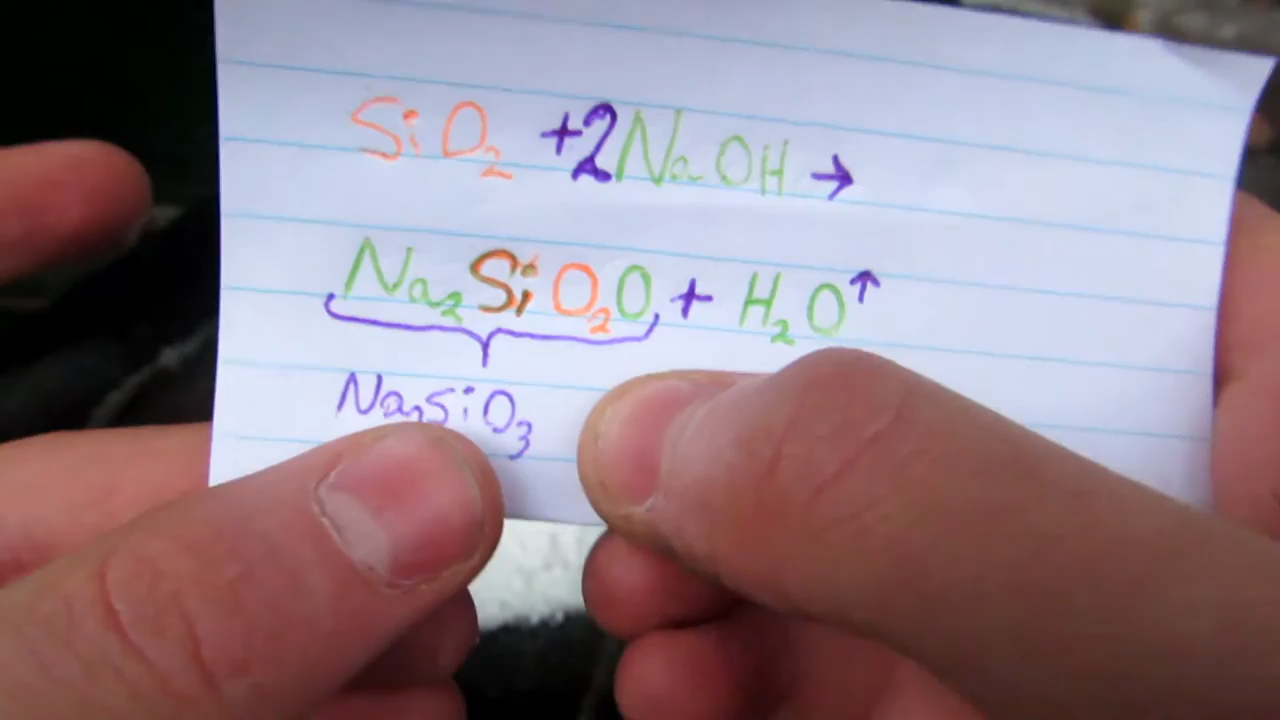 SiO₂ +2NaOH →
Na₂SiO₂O + H₂O↑
Na₂SiO₃